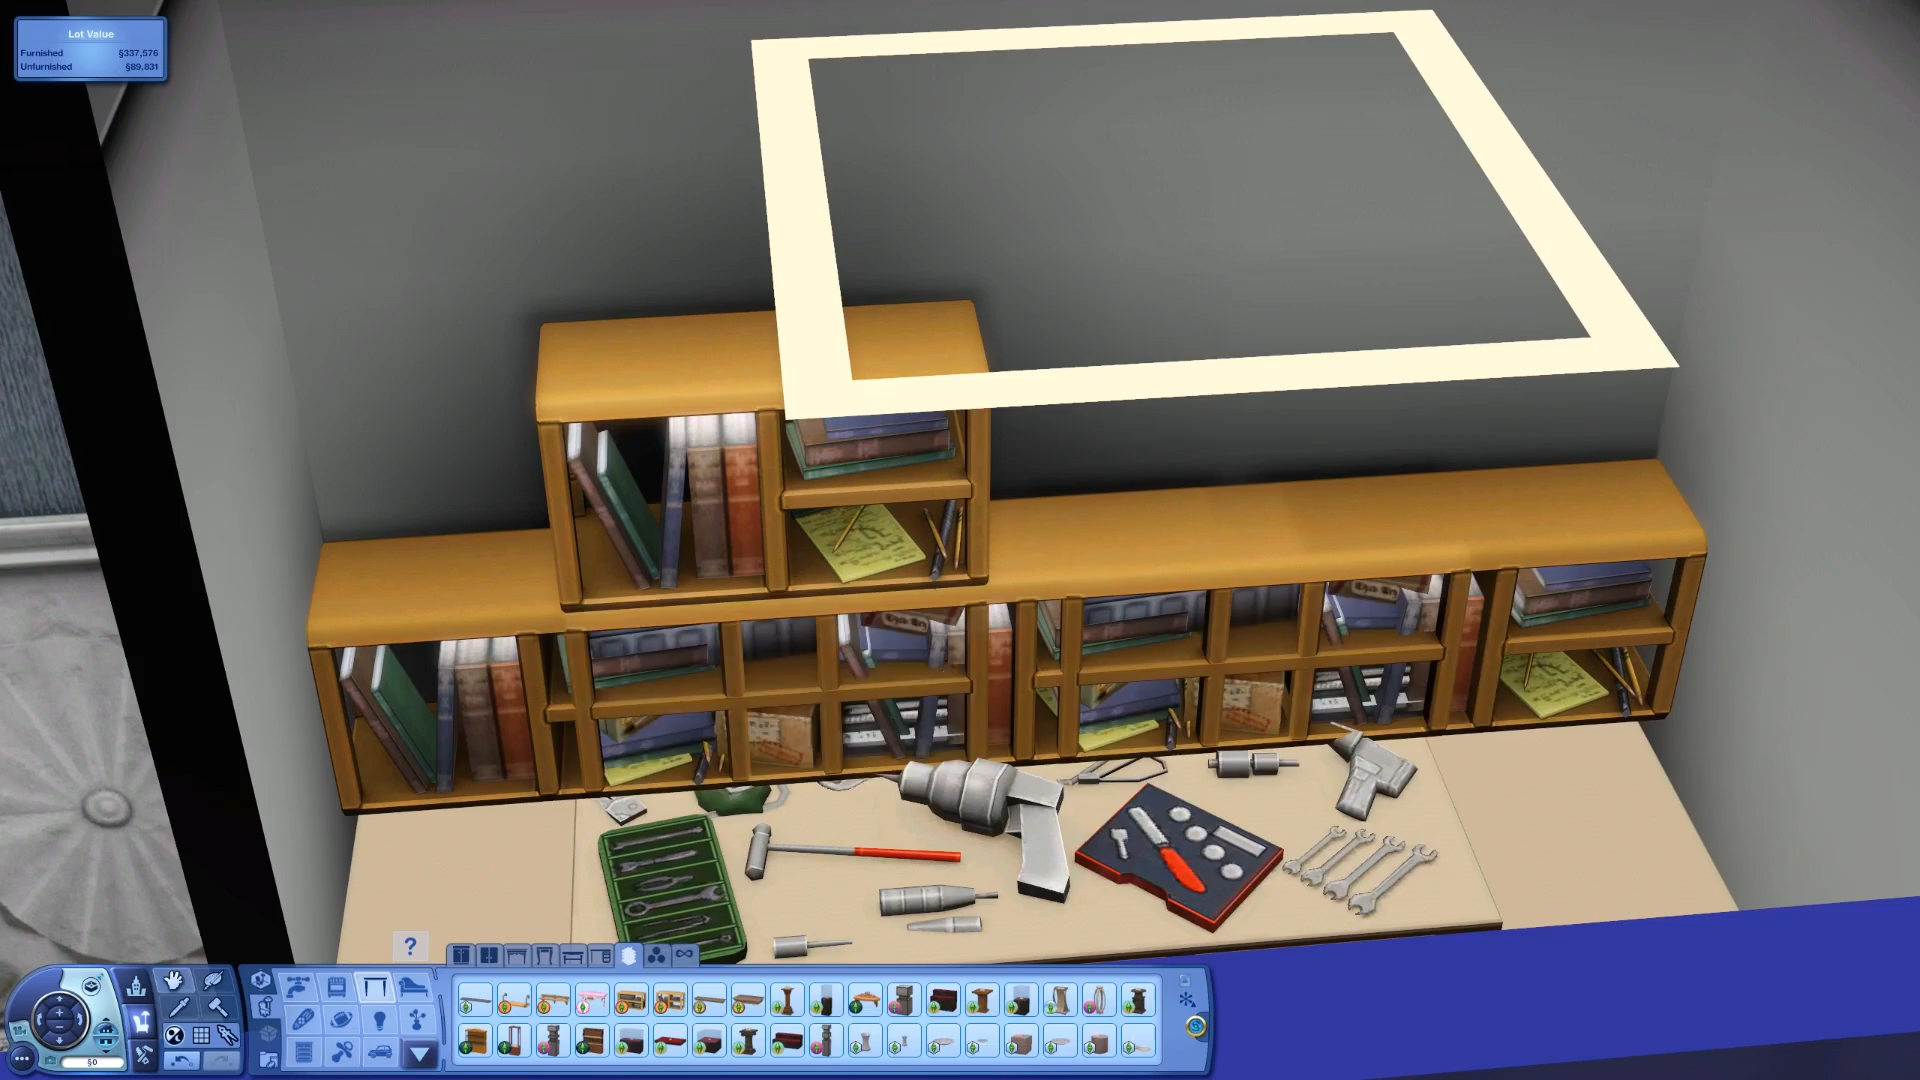 Lot Value
Furnished §337,576
Unfurnished §89,831
?
§0